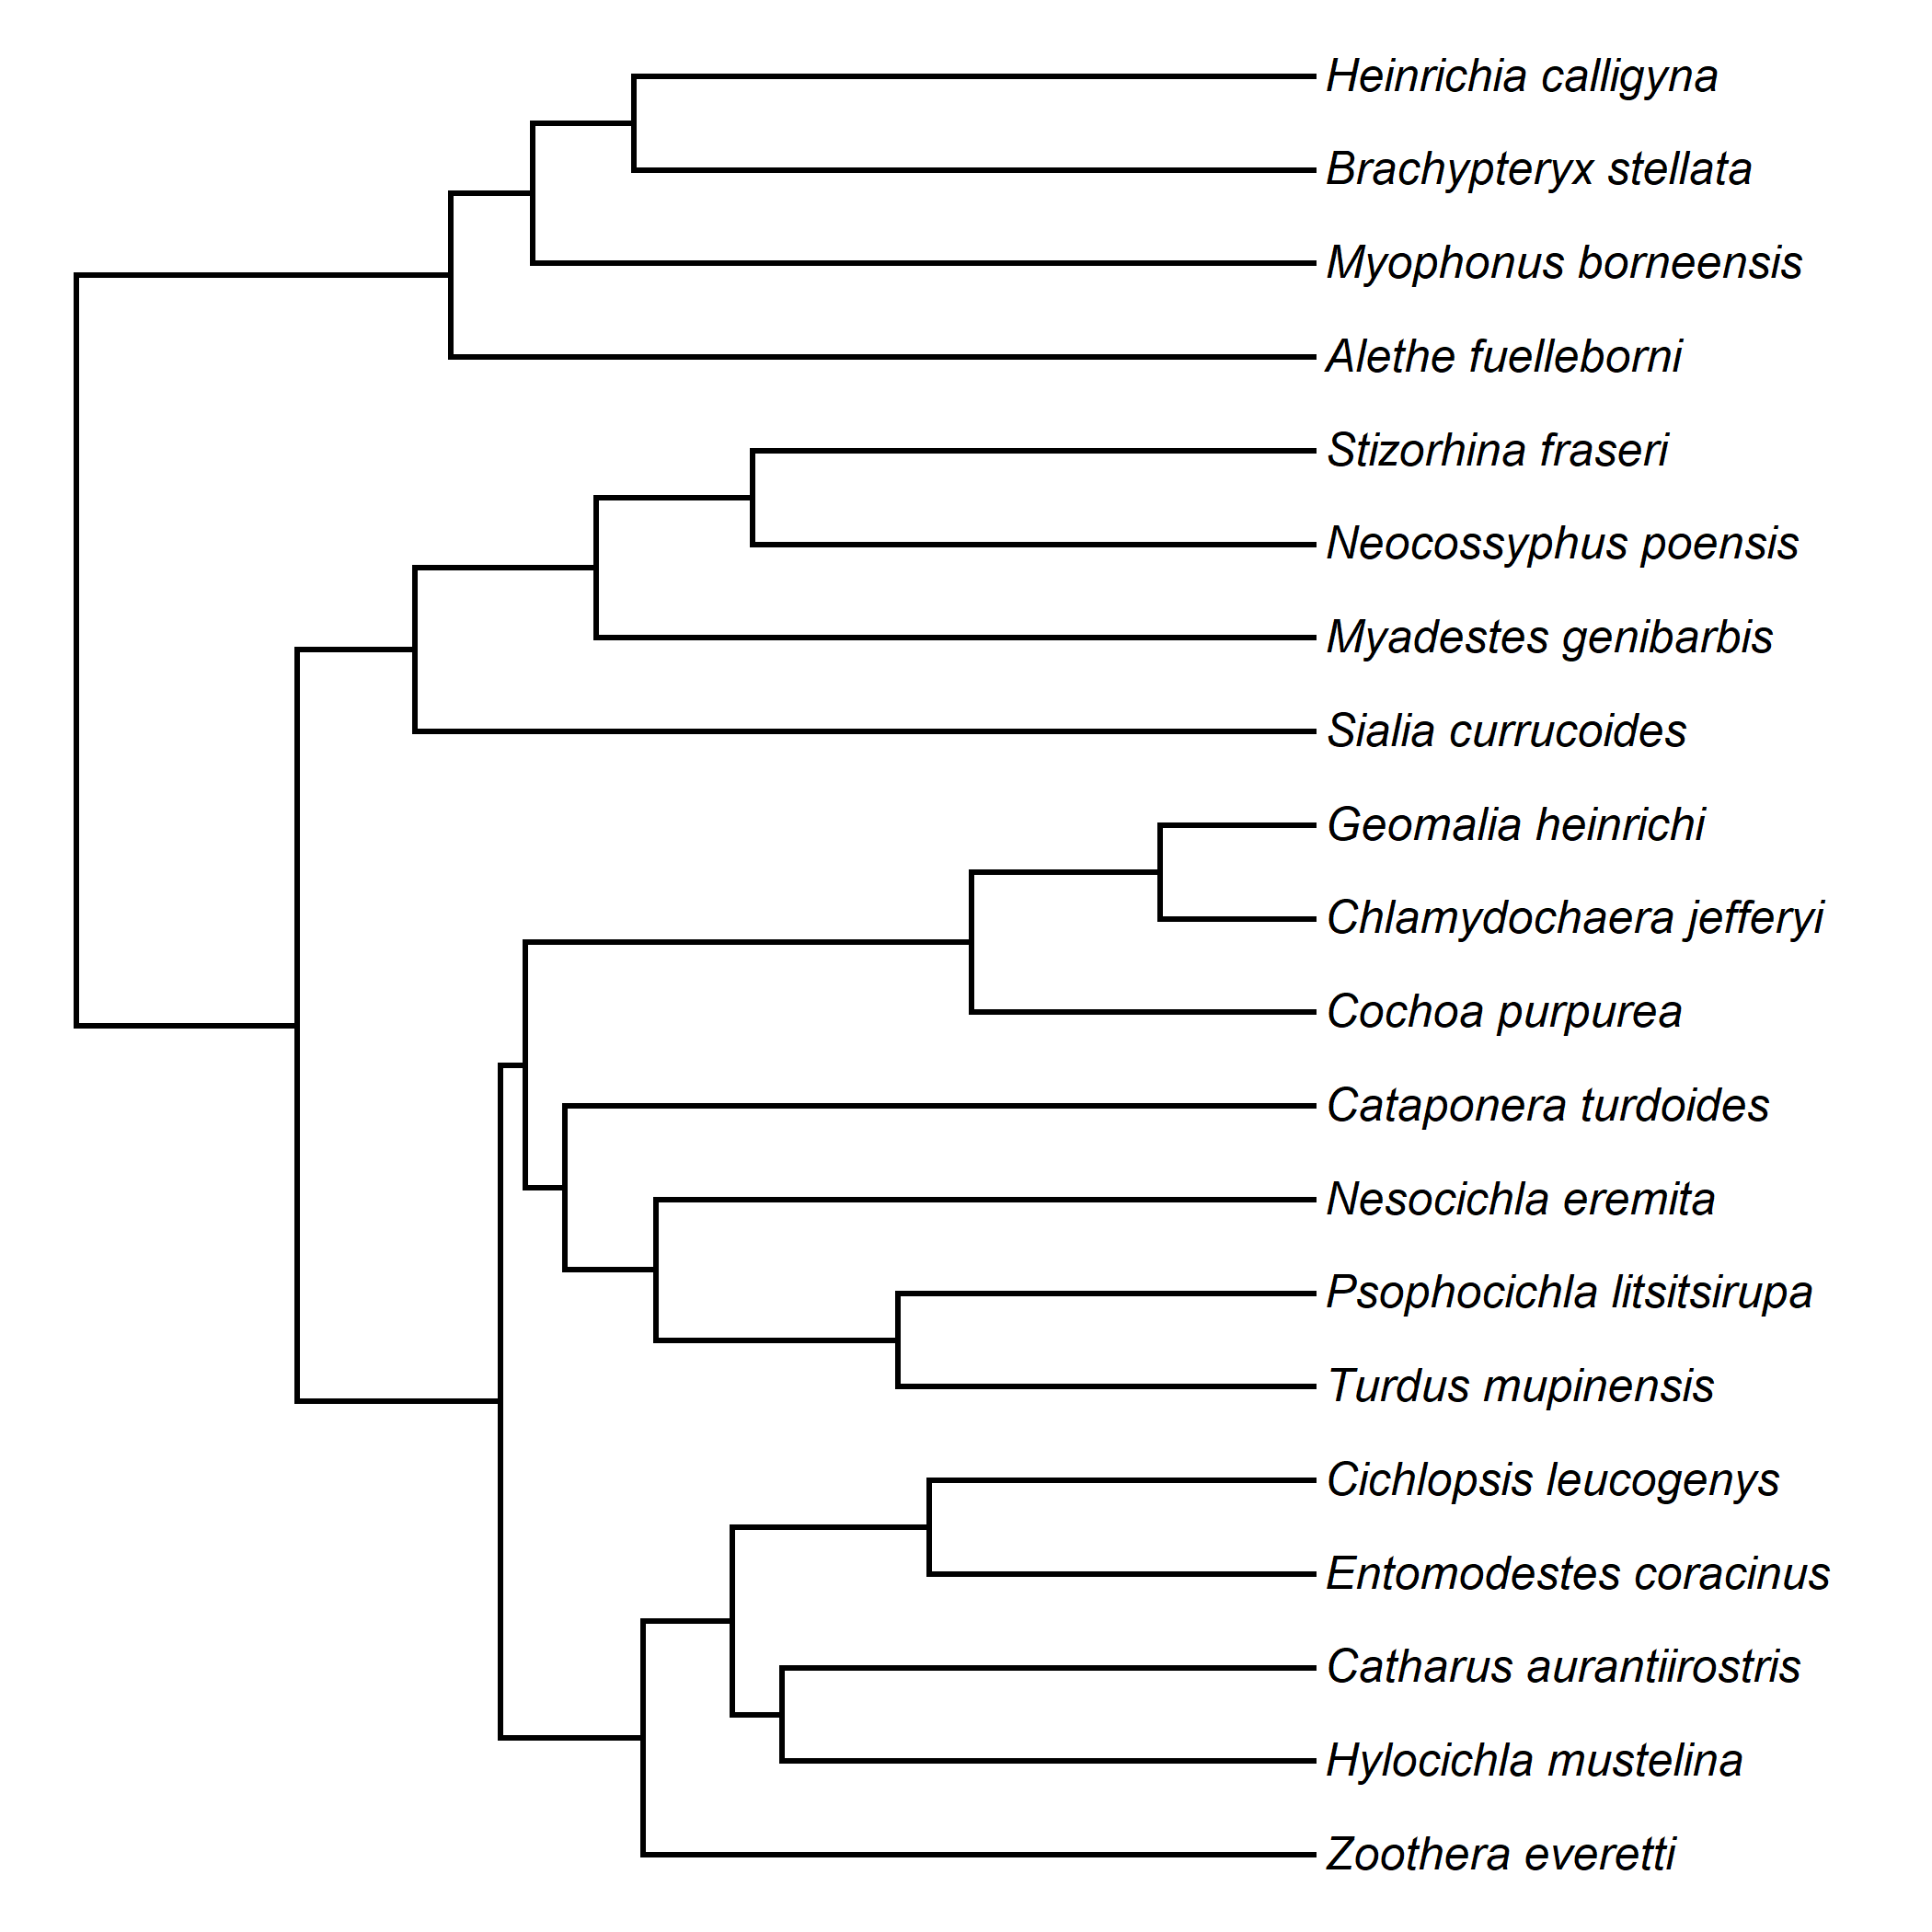 Heinrichia calligyna
Brachypteryx stellata
Myophonus borneensis
Alethe fuelleborni
Stizorhina fraseri
Neocossyphus poensis
Myadestes genibarbis
Sialia currucoides
Geomalia heinrichi
Chlamydochaera jefferyi
Cochoa purpurea
Cataponera turdoides
Nesocichla eremita
Psophocichla litsitsirupa
Turdus mupinensis
Cichlopsis leucogenys
Entomodestes coracinus
Catharus aurantiirostris
Hylocichla mustelina
Zoothera everetti